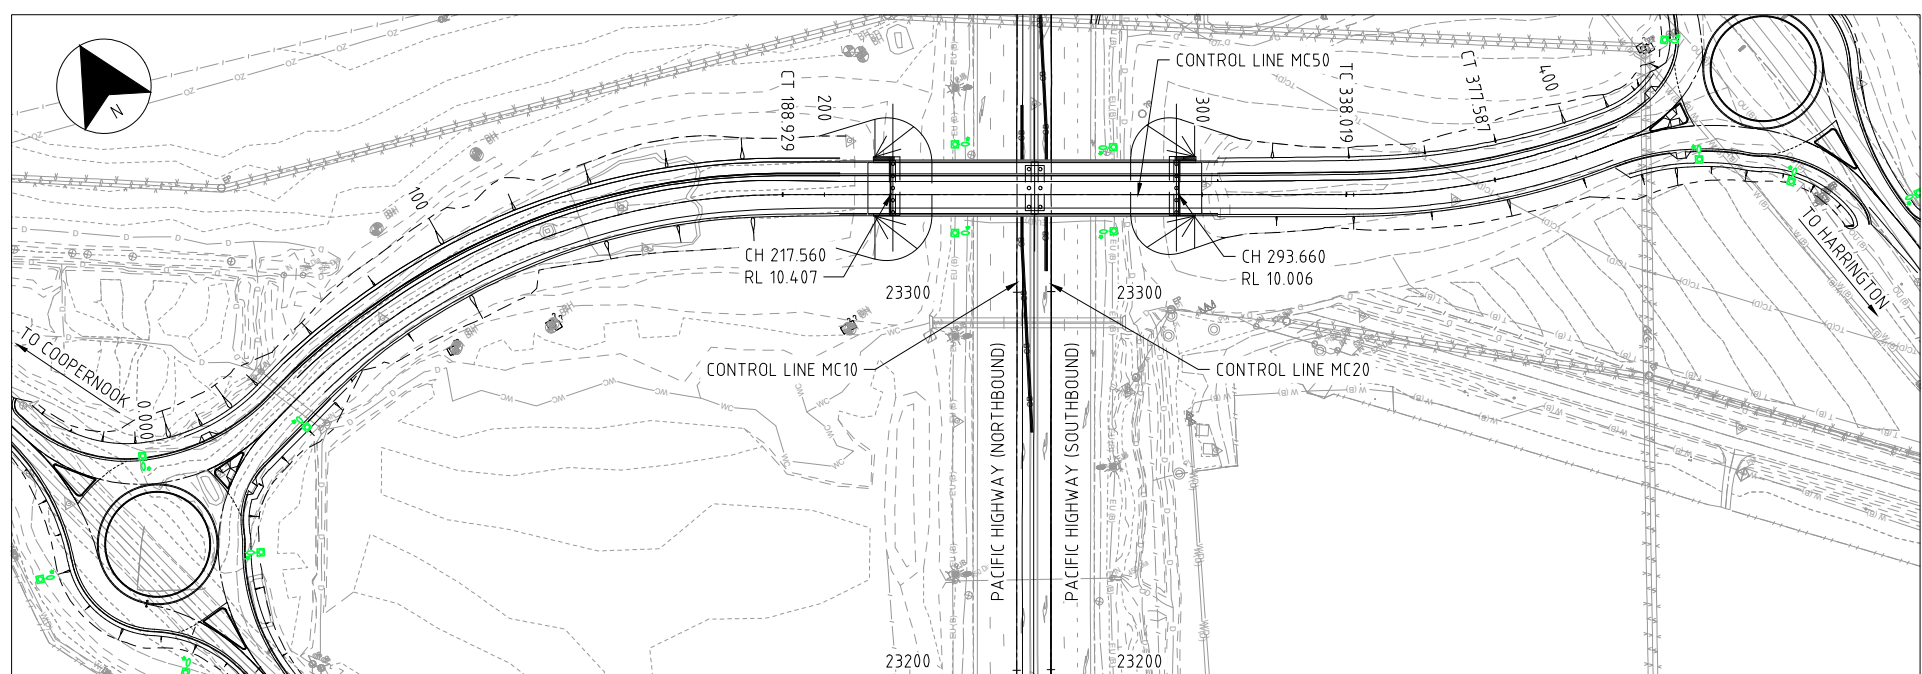 CONTROL LINE MC50
N
CT 188.929
200
300
TC 338.019
CT 377.587
400
100
CH 217.560
RL 10.407
CH 293.660
RL 10.006
TO HARRINGTON
23300
23300
TO COOPERNOOK
0.000
CONTROL LINE MC10
CONTROL LINE MC20
PACIFIC HIGHWAY (NORTHBOUND)
PACIFIC HIGHWAY (SOUTHBOUND)
23200
23200